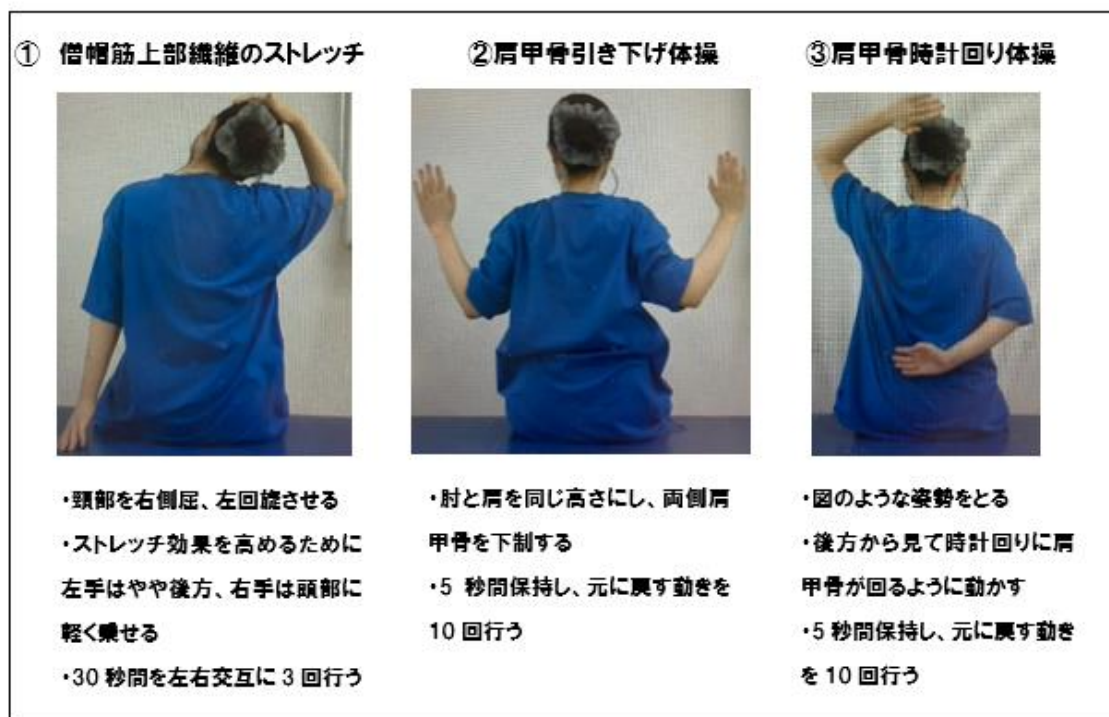 ① 僧帽筋上部繊維のストレッチ
②肩甲骨引き下げ体操
③肩甲骨時計回り体操
・頸部を右側屈、左回旋させる
・ストレッチ効果を高めるために
左手はやや後方、右手は頭部に
軽く乗せる
・30 秒間を左右交互に 3 回行う
・肘と肩を同じ高さにし、両側肩
甲骨を下制する
・5 秒間保持し、元に戻す動きを
10 回行う
・図のような姿勢をとる
・後方から見て時計回りに肩
甲骨が回るように動かす
・5 秒間保持し、元に戻す動き
を 10 回行う